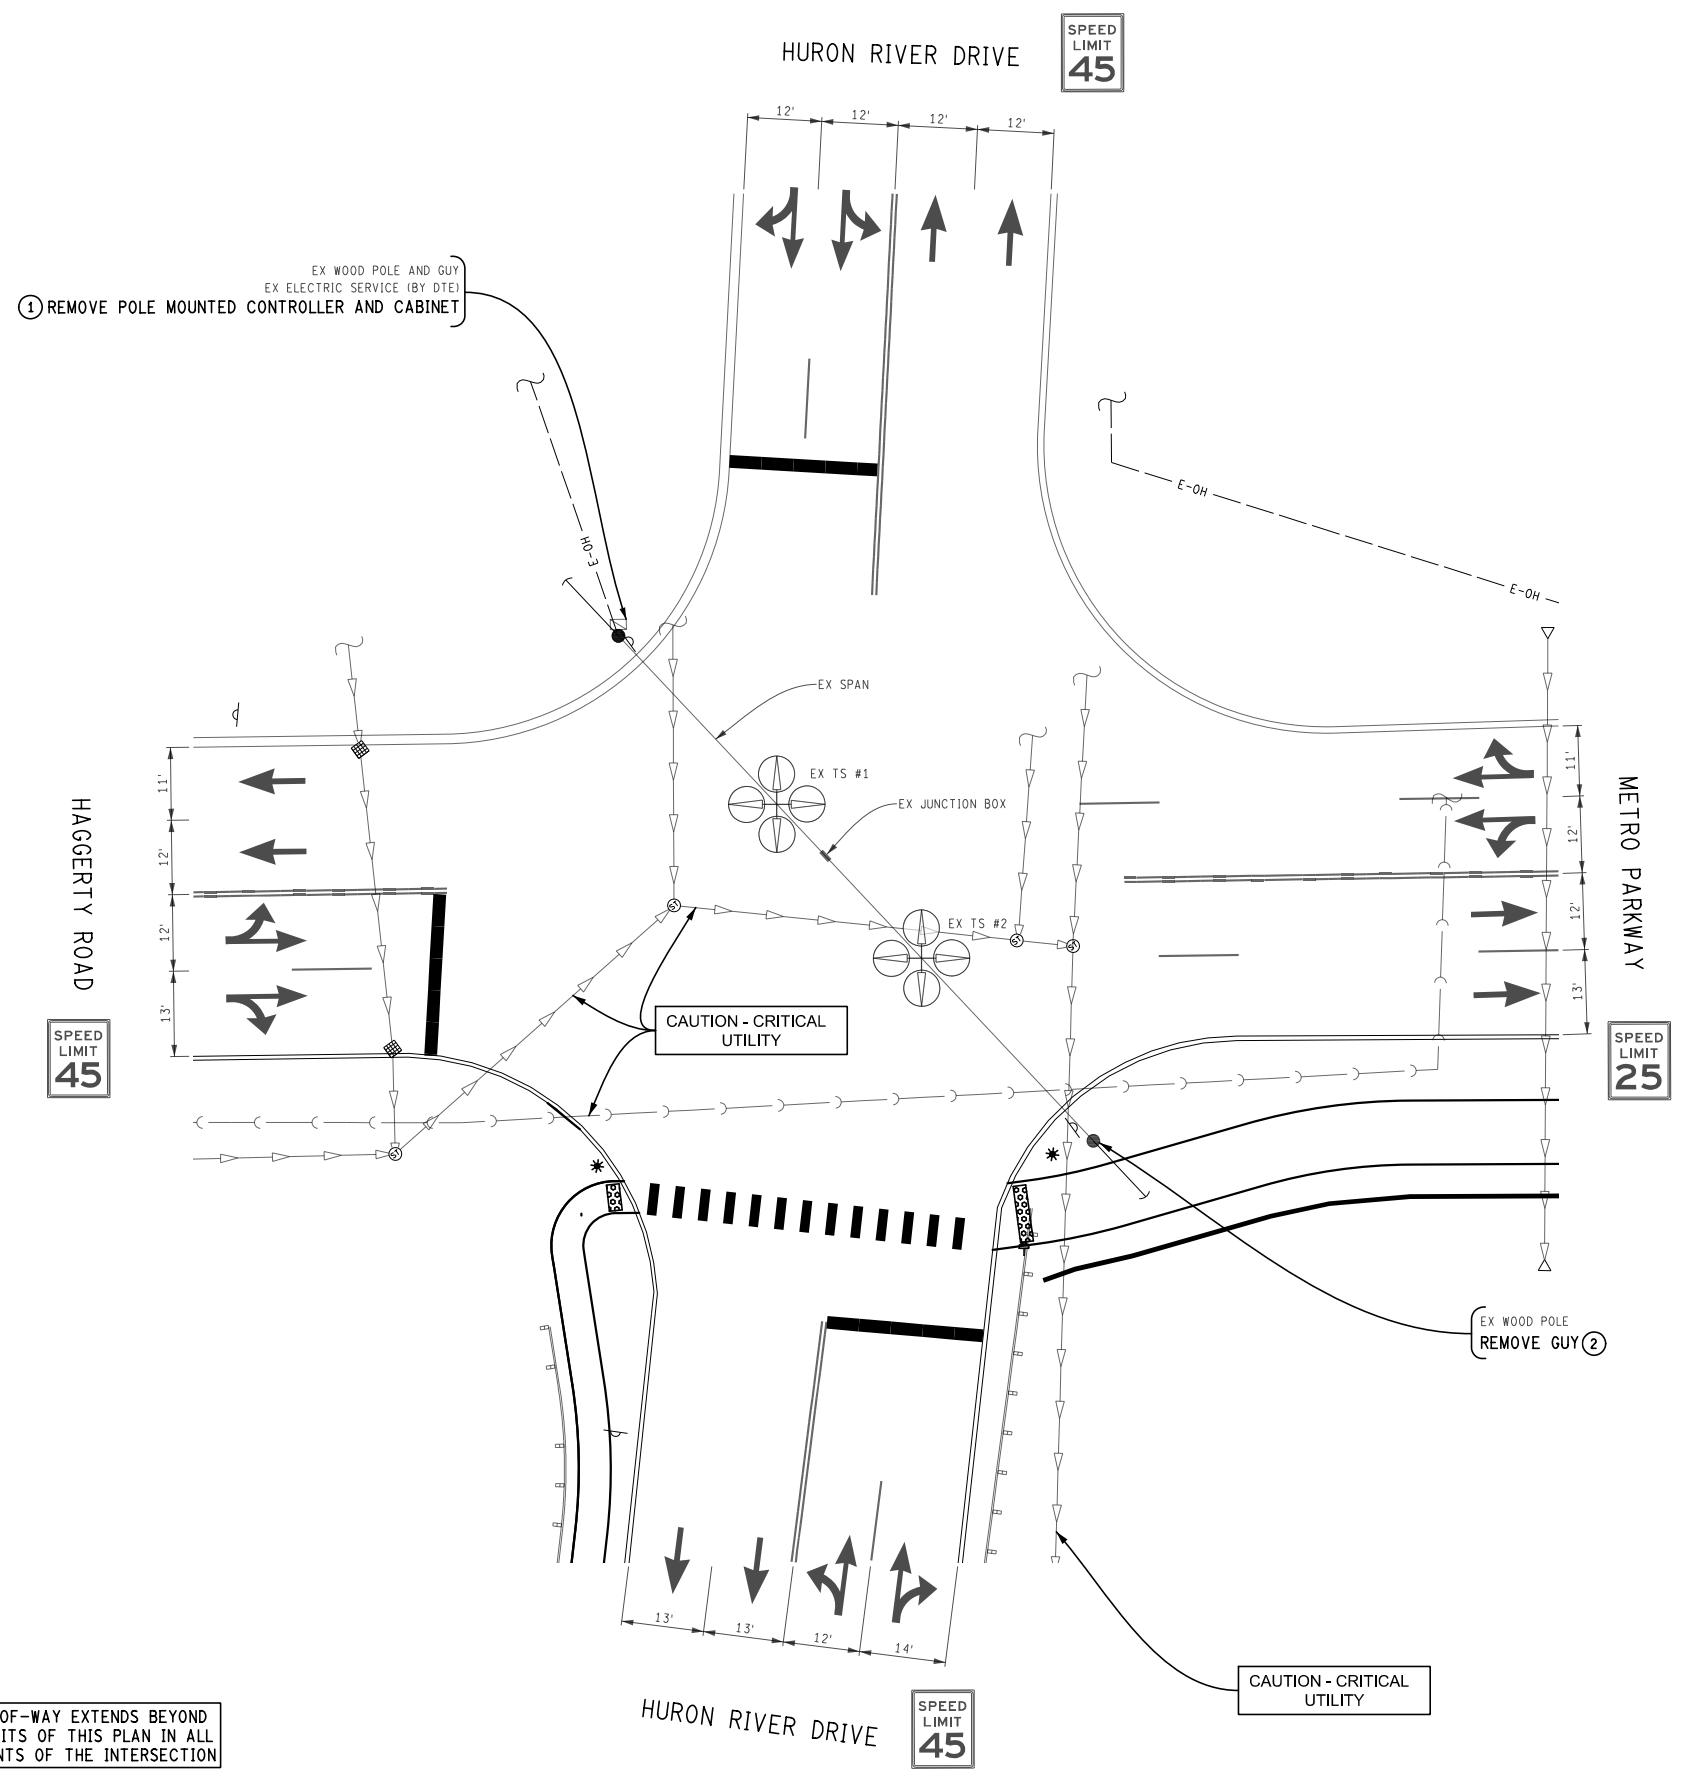 HURON RIVER DRIVE
SPEED
LIMIT
45
12'
12'
12'
12'
EX WOOD POLE AND GUY
EX ELECTRIC SERVICE (BY DTE)
1 REMOVE POLE MOUNTED CONTROLLER AND CABINET
E-OH
E-OH
E-OH
EX SPAN
EX TS #1
EX JUNCTION BOX
EX TS #2
HAGGERTY ROAD
11'
12'
12'
13'
SPEED
LIMIT
45
METRO PARKWAY
11'
12'
12'
13'
SPEED
LIMIT
25
ST
ST
ST
ST
CAUTION - CRITICAL
UTILITY
EX WOOD POLE
REMOVE GUY 2
13'
13'
12'
14'
CAUTION - CRITICAL
UTILITY
HURON RIVER DRIVE
SPEED
LIMIT
45
OF-WAY EXTENDS BEYOND
ITS OF THIS PLAN IN ALL
NTS OF THE INTERSECTION